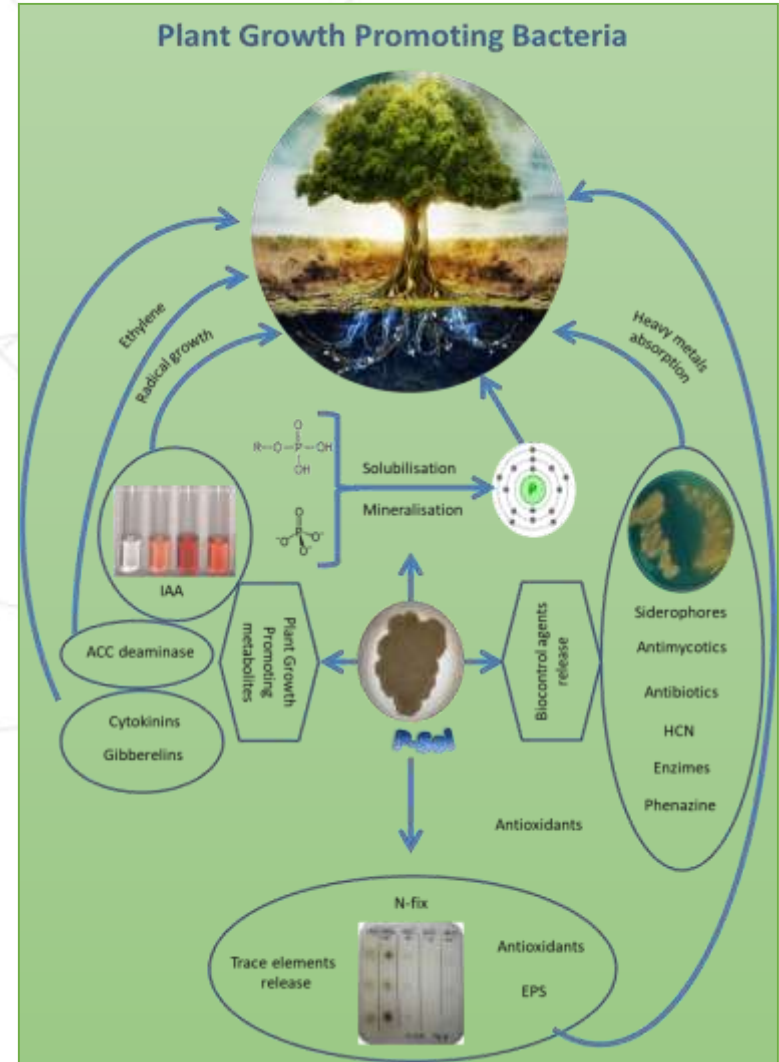 Plant Growth Promoting Bacteria
Ethylene
Radical growth
Heavy metals
absorption
O
R-O-P-OH
OH
Solubilisation
Mineralisation
P
O
-O P O-
O-
IAA
ACC deaminase
Cytokinins
Gibberelins
Plant Growth
Promoting
metabolites
P-Sol
Biocontrol agents
release
Siderophores
Antimycotics
Antibiotics
HCN
Enzimes
Phenazine
Antioxidants
N-fix
Trace elements
release
Antioxidants
EPS